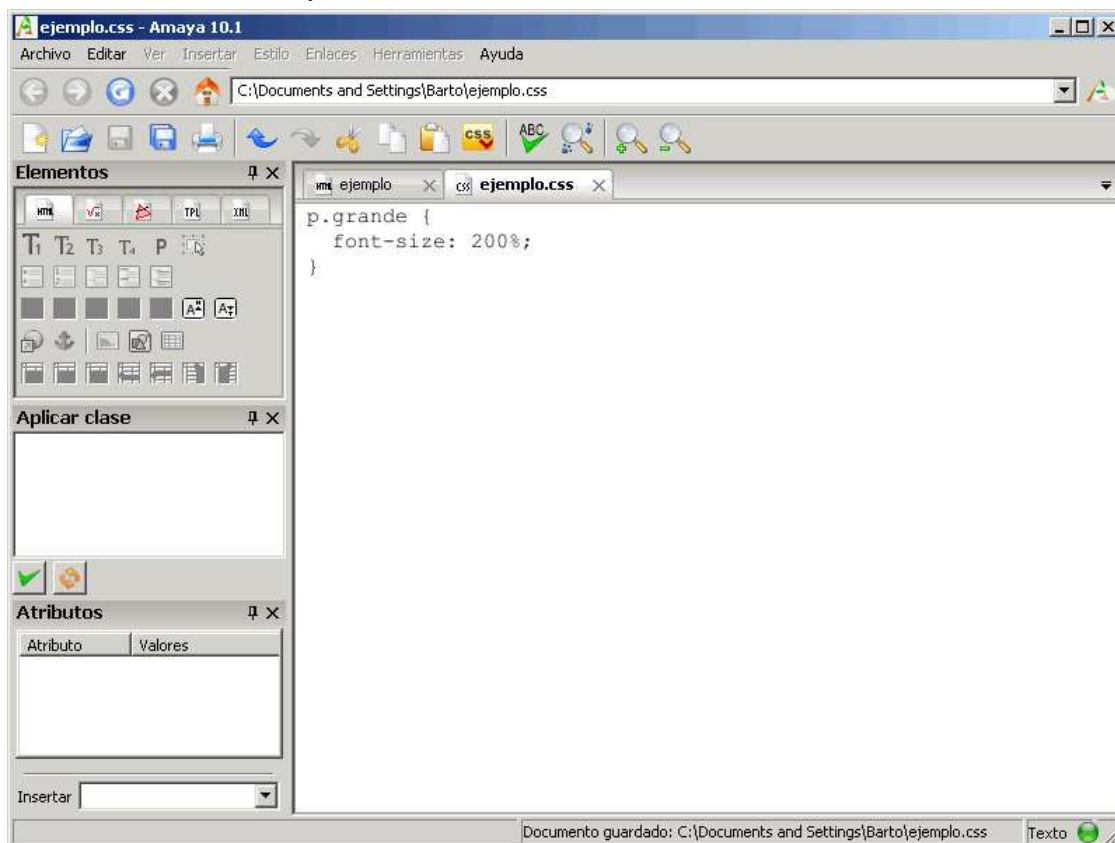 ejemplo.css - Amaya 10.1
Archivo Editar Ver Insertar Estilo Enlaces Herramientas Ayuda
C:\Documents and Settings\Barto\ejemplo.css
CSS ABC
Elementos
HTML √x TPL XML
T1 T2 T3 T4 P
ejemplo ejemplo.css
p.grande {
font-size: 200%;
}
Aplicar clase
Atributos
Atributo Valores
Insertar
Documento guardado: C:\Documents and Settings\Barto\ejemplo.css Texto